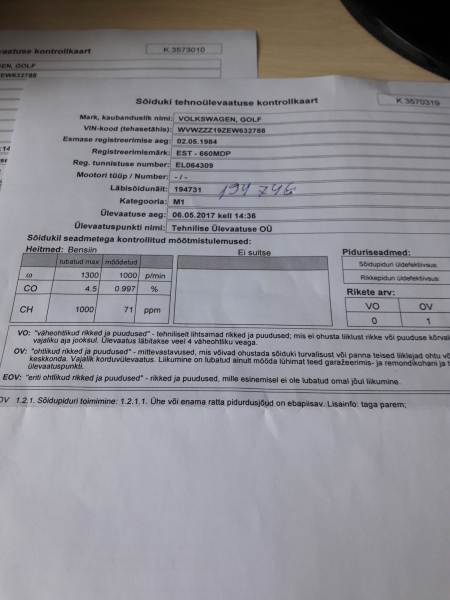 evaatuse kontrollkaart K.3573010
EN, GOLF
ZEW632788
Sõiduki tehnoülevaatuse kontrollkaart K.3570319
Mark, kaubanduslik nimi: VOLKSWAGEN, GOLF
VIN-kood (tehasetähis): WVWZZZ19ZEW632788
Esmase registreerimise aeg: 02.05.1984
Registreerimismärk: EST - 660MDP
Reg. tunnistuse number: EL064309
Mootori tüüp / Number: - / -
Läbisõidunäit: 194731 194746
Kategooria: M1
Ülevaatuse aeg: 06.05.2017 kell 14:36
Ülevaatuspunkti nimi: Tehnilise Ülevaatuse OÜ
Sõidukil seadmetega kontrollitud mõõtmistulemused:
Heitmed: Bensiin Ei suitse Piduriseadmed:
lubatud max mõõdetud Sõidupiduri üldefektiivsus:
ω 1300 1000 p/min Rikkepiduri üldefektiivsus:
CO 4.5 0.997 % Rikete arv:
CH 1000 71 ppm VO OV
0 1
VO: "väheohtlikud rikked ja puudused" - tehniliselt lihtsamad rikked ja puudused; mis ei ohusta liiklust rikke või puuduse kõrval
vajaliku aja jooksul. Ülevaatus läbitakse veel 4 väheohtliku veaga.
OV: "ohtlikud rikked ja puudused" - mittevastavused, mis võivad ohustada sõiduki turvalisust või panna teised liiklejad ohtu võ
keskkonda. Vajalik korduvülevaatus. Liikumine on lubatud ainult mööda lühimat teed garažeerimis- ja remondikohani ja t
ülevaatuspunkti.
EOV: "eriti ohtlikud rikked ja puudused" - rikked ja puudused, mille esinemisel ei ole lubatud omal jõul liikumine.
OV 1.2.1. Sõidupiduri toimimine: 1.2.1.1. Ühe või enama ratta pidurdusjõud on ebapiisav. Lisainfo: taga parem;